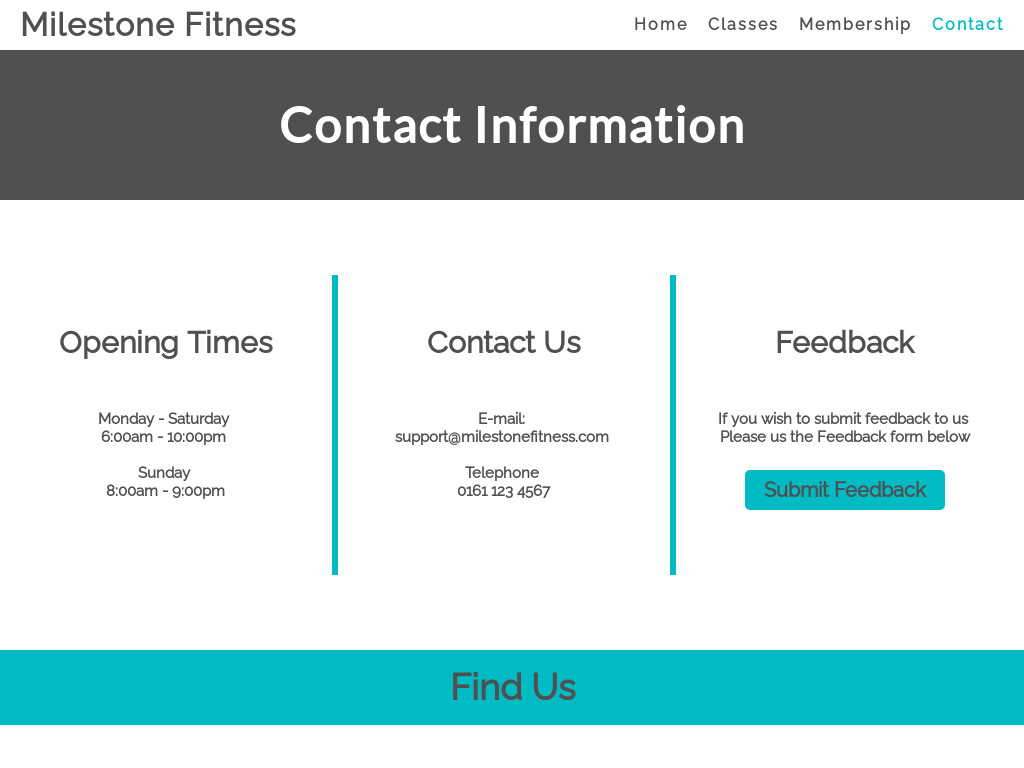 Milestone Fitness
Home Classes Membership Contact
Contact Information
Opening Times
Monday - Saturday
6:00am - 10:00pm
Sunday
8:00am - 9:00pm
Contact Us
E-mail:
support@milestonefitness.com
Telephone
0161 123 4567
Feedback
If you wish to submit feedback to us
Please us the Feedback form below
Submit Feedback
Find Us